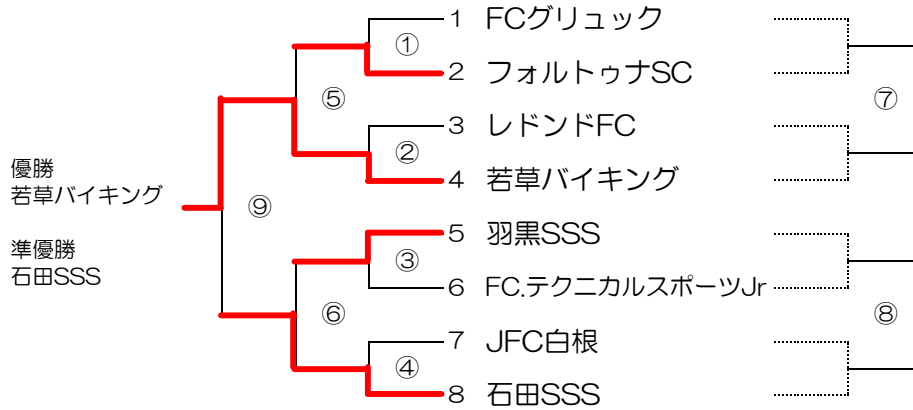 1 FCグリュック
①
2 フォルトゥナSC
⑤
⑦
3 レドンドFC
②
4 若草バイキング
優勝
若草バイキング
⑨
5 羽黒SSS
準優勝
石田SSS
③
6 FC.テクニカルスポーツJr
⑥
⑧
7 JFC白根
④
8 石田SSS